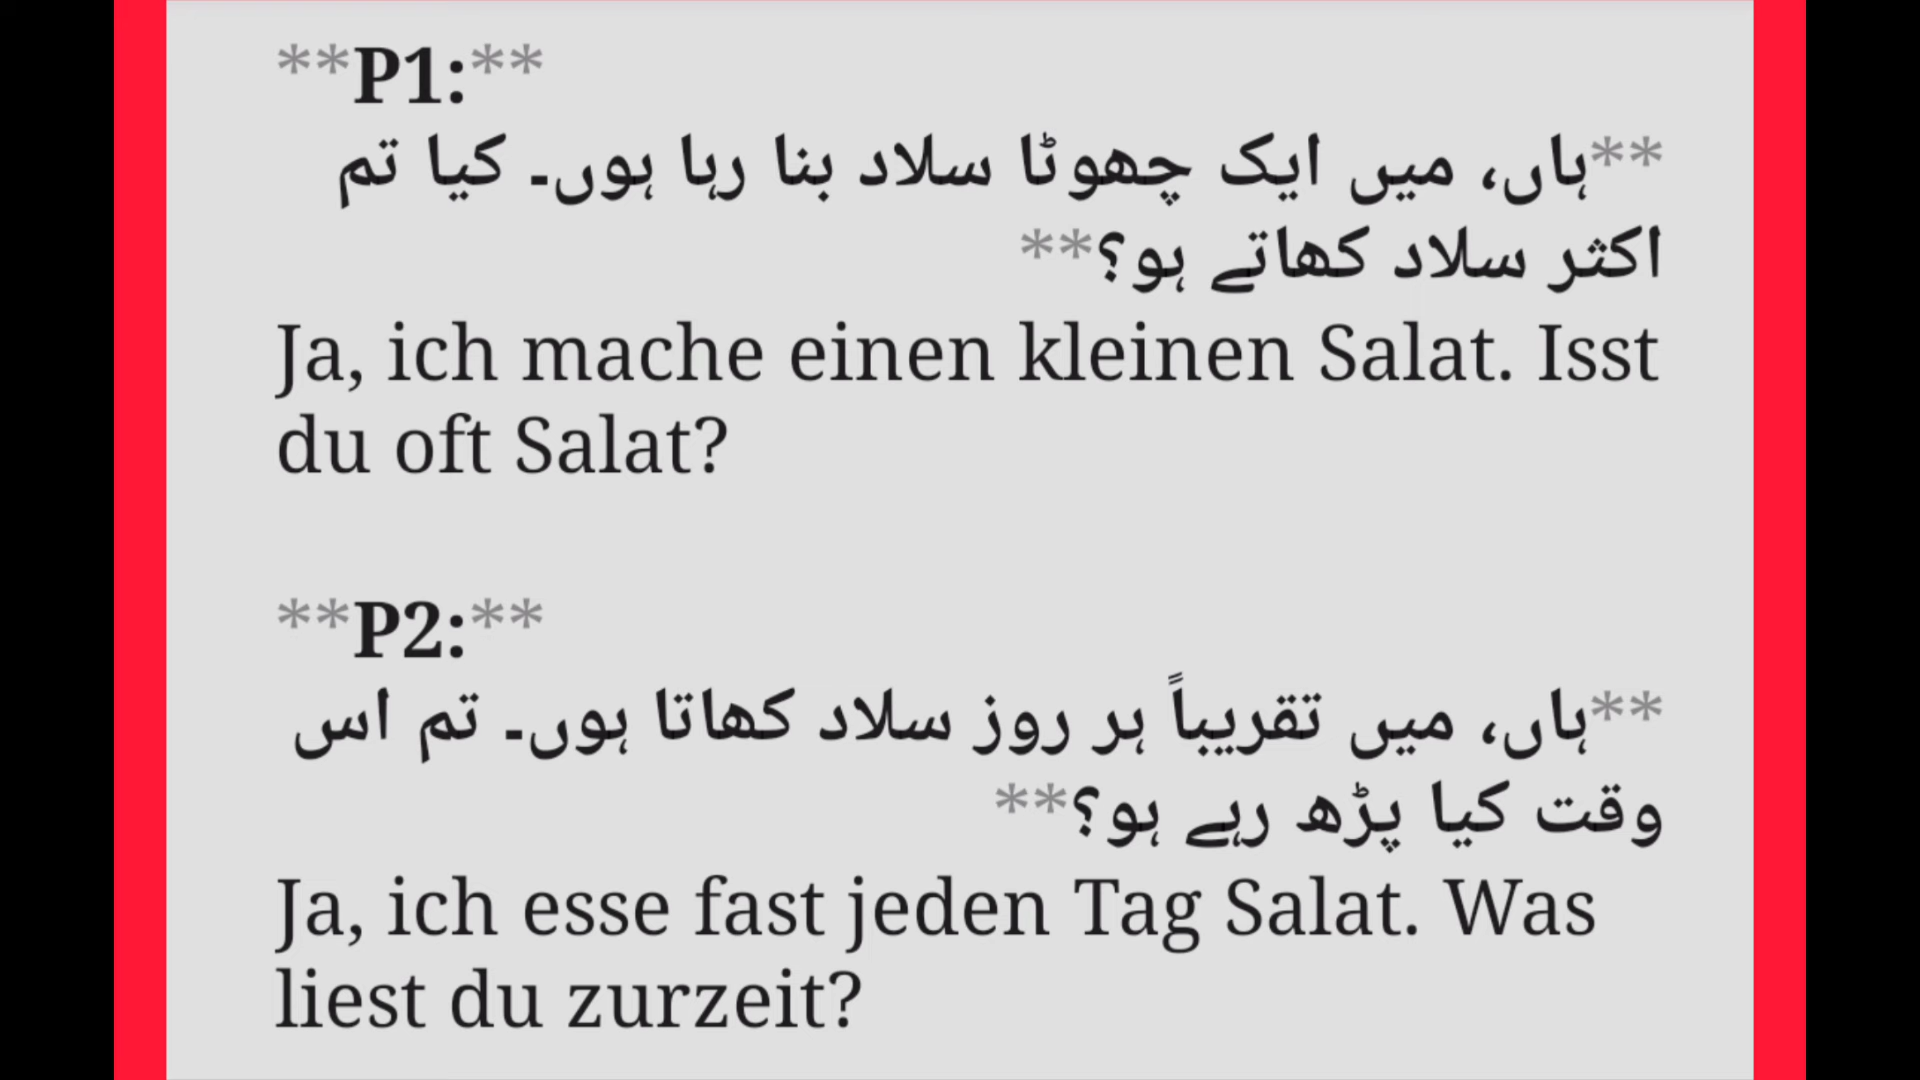 **P1:**
**ہاں، میں ایک چھوٹا سلاد بنا رہا ہوں۔ کیا تم
اکثر سلاد کھاتے ہو؟**
Ja, ich mache einen kleinen Salat. Isst
du oft Salat?
**P2:**
**ہاں، میں تقریباً ہر روز سلاد کھاتا ہوں۔ تم اس
وقت کیا پڑھ رہے ہو؟**
Ja, ich esse fast jeden Tag Salat. Was
liest du zurzeit?